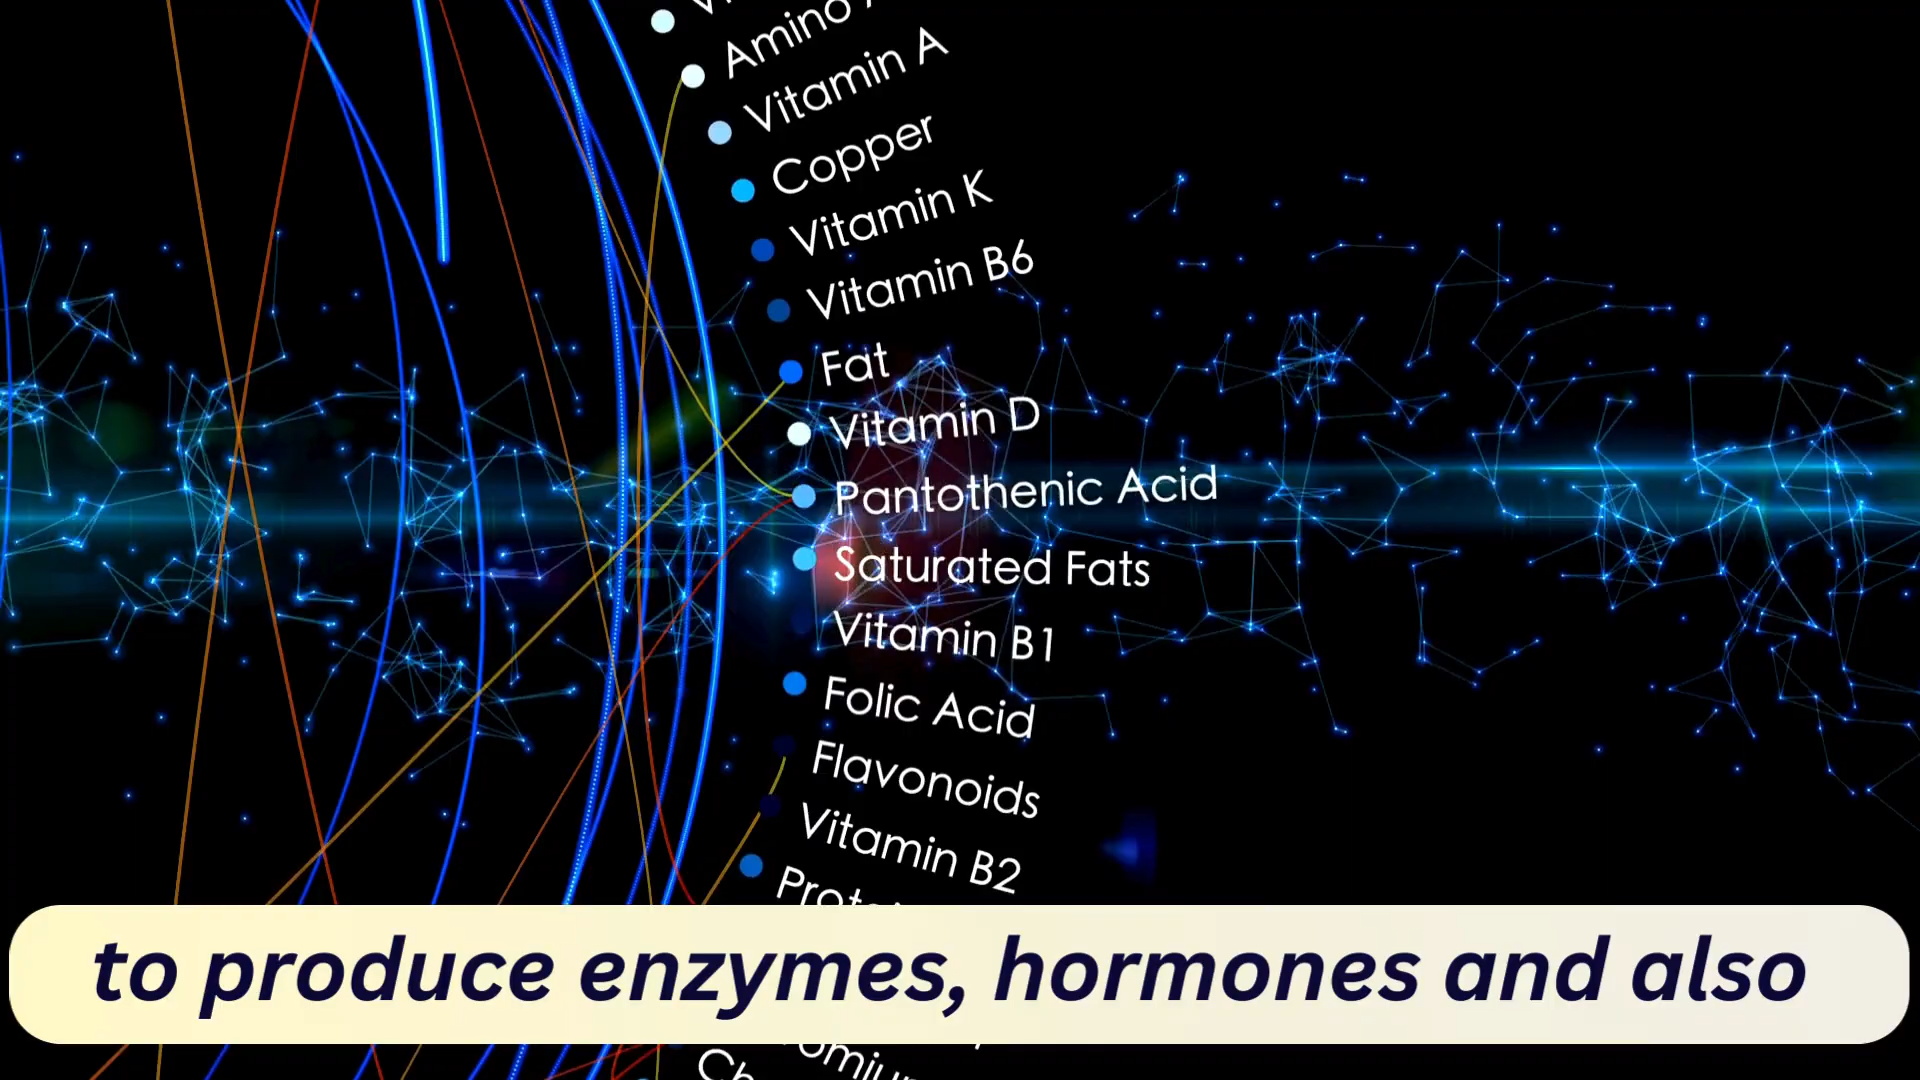 Amino
Vitamin A
Copper
Vitamin K
Vitamin B6
Fat
Vitamin D
Pantothenic Acid
Saturated Fats
Vitamin B1
Folic Acid
Flavonoids
Vitamin B2
to produce enzymes, hormones and also